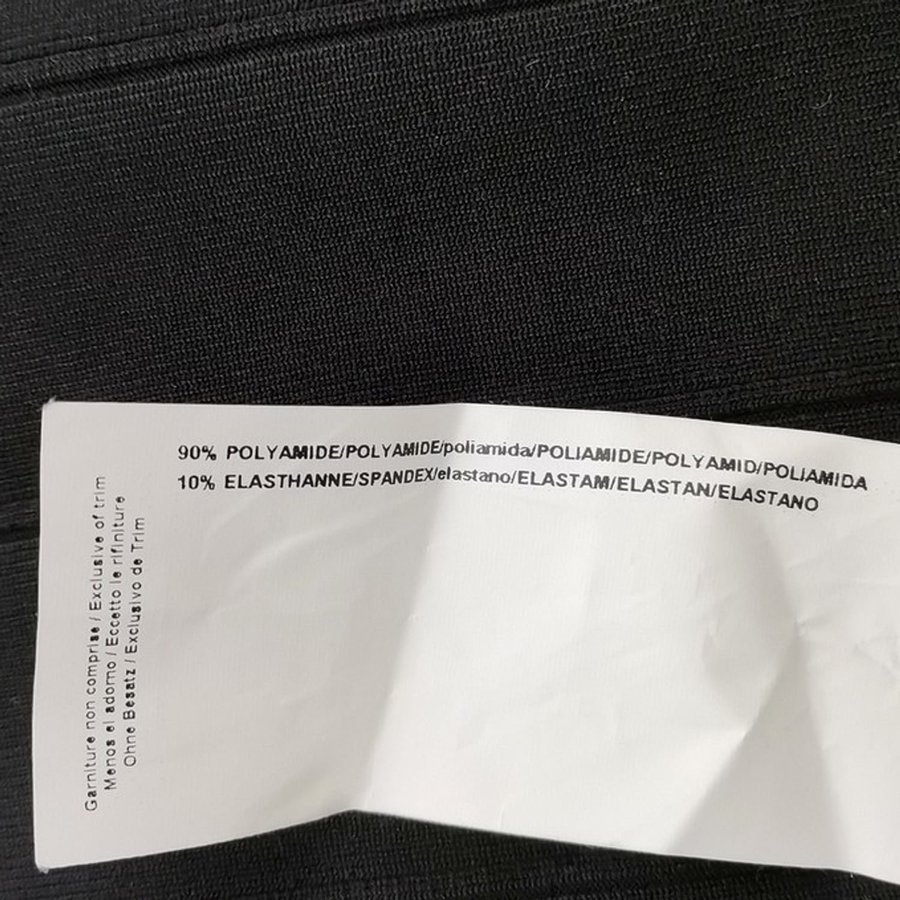 90% POLYAMIDE/POLYAMIDE/poliamida/POLIAMIDE/POLYAMID/POLIAMIDA
10% ELASTHANNE/SPANDEX/elastano/ELASTAM/ELASTAN/ELASTANO
Garniture non comprise / Exclusive of trim
Menos el adorno / Eccetto le rifiniture
Ohne Besatz / Exclusivo de Trim